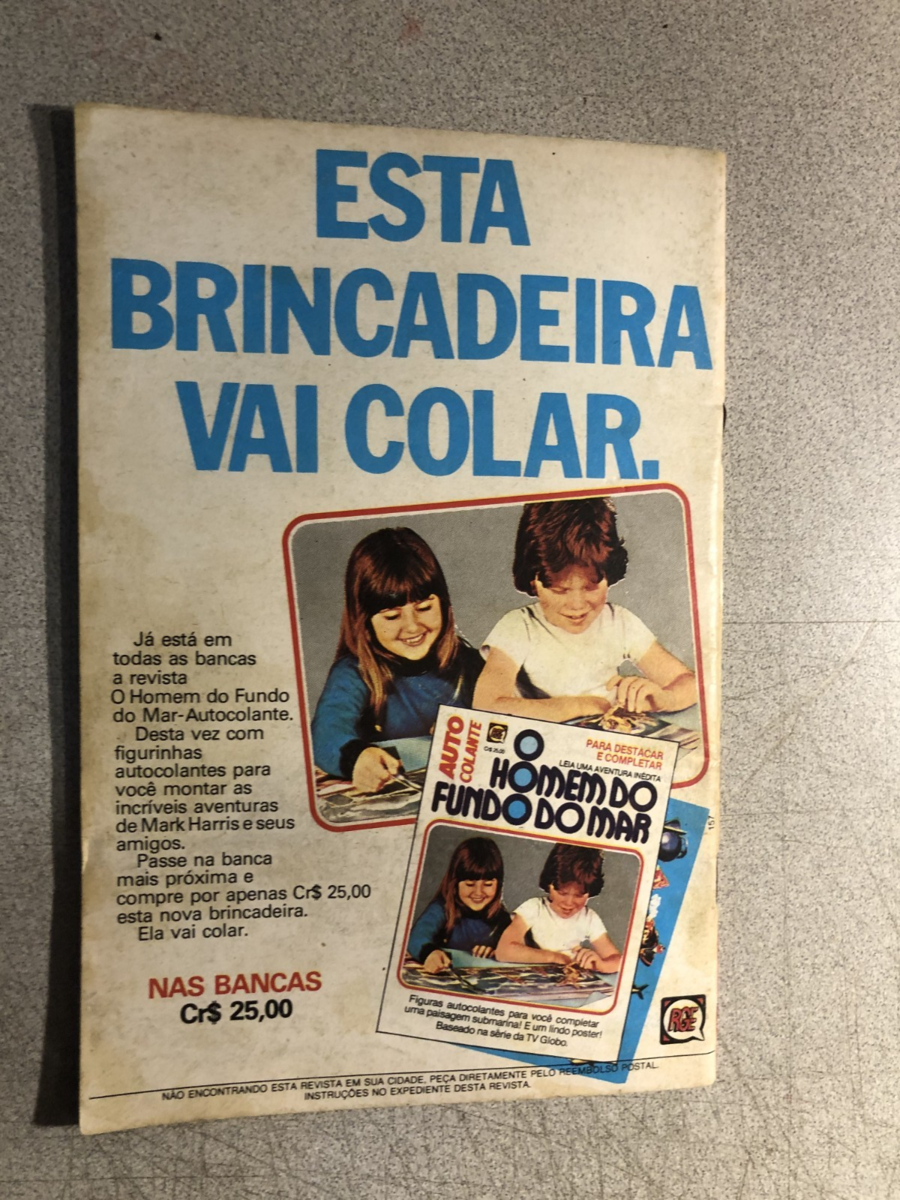 ESTA
BRINCADEIRA
VAI COLAR.
Já está em
todas as bancas
a revista
O Homem do Fundo
do Mar-Autocolante.
Desta vez com
figurinhas
autocolantes para
você montar as
incríveis aventuras
de Mark Harris e seus
amigos.
Passe na banca
mais próxima e
compre por apenas Cr$ 25,00
esta nova brincadeira.
Ela vai colar.
NAS BANCAS
Cr$ 25,00
AUTO
COLANTE
Cr$ 25,00
PARA DESTACAR
E COMPLETAR
LEIA UMA AVENTURA INÉDITA
O
HOMEM DO
FUNDO DO MAR
Figuras autocolantes para você completar
uma paisagem submarina! E um lindo poster!
Baseado na série da TV Globo.
157
RGE
NÃO ENCONTRANDO ESTA REVISTA EM SUA CIDADE, PEÇA DIRETAMENTE PELO REEMBOLSO POSTAL.
INSTRUÇÕES NO EXPEDIENTE DESTA REVISTA.